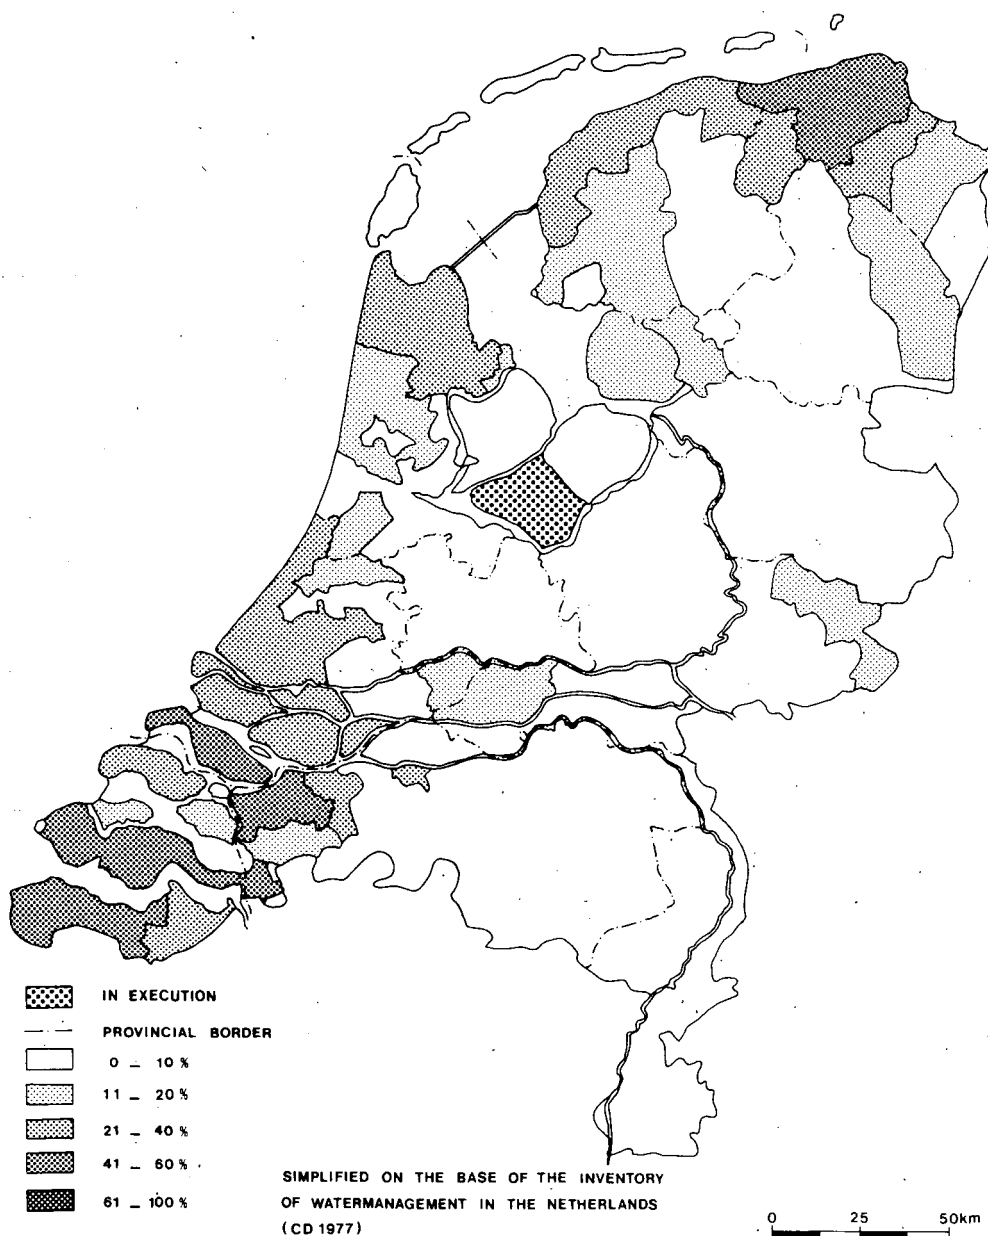 IN EXECUTION
PROVINCIAL BORDER
0 _ 10 %
11 _ 20 %
21 _ 40 %
41 _ 60 %
61 _ 100 %
SIMPLIFIED ON THE BASE OF THE INVENTORY
OF WATERMANAGEMENT IN THE NETHERLANDS
(CD 1977)
0 25 50km